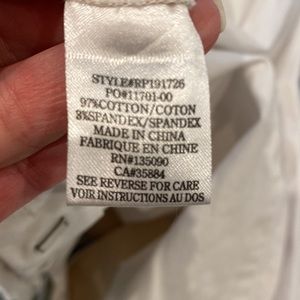 STYLE#RP191726
PO#11701-00
97%COTTON/COTON
3%SPANDEX/SPANDEX
MADE IN CHINA
FABRIQUE EN CHINE
RN#135090
CA#35884
SEE REVERSE FOR CARE
VOIR INSTRUCTIONS AU DOS